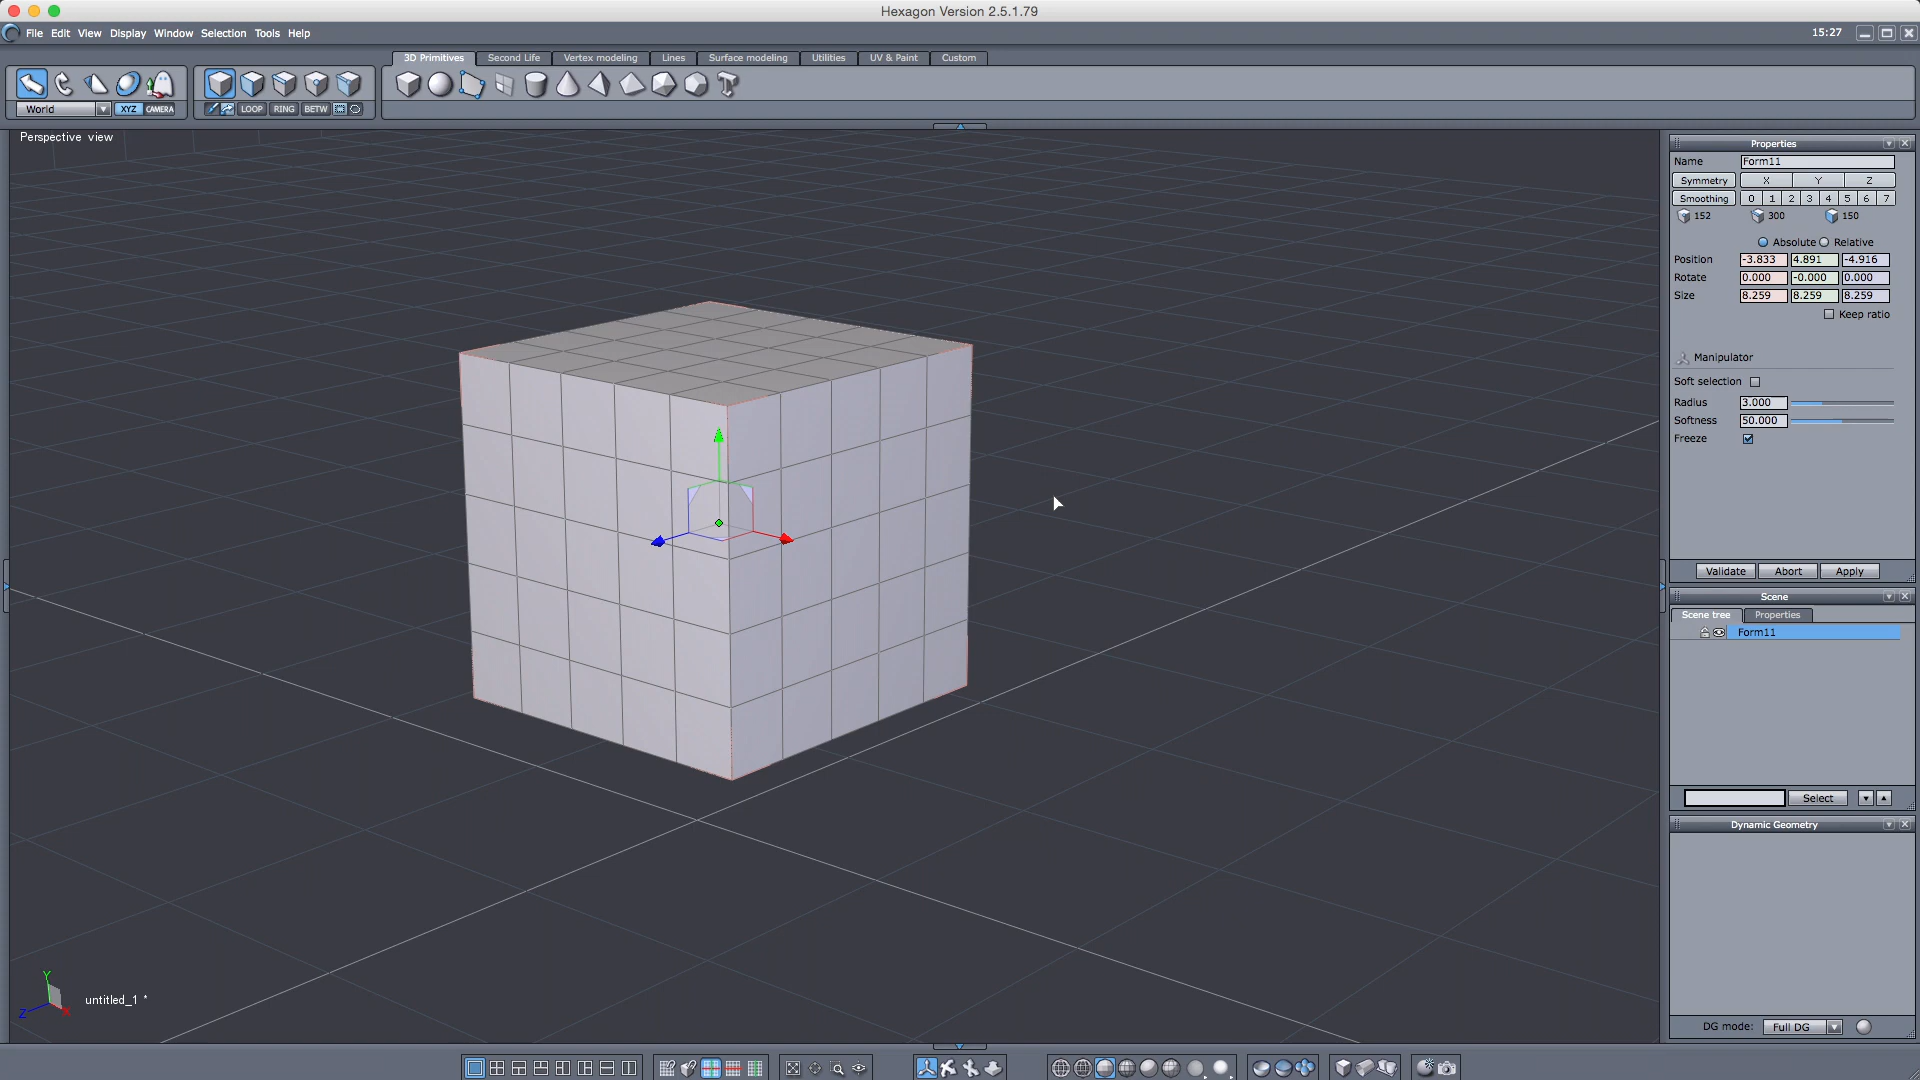 Hexagon Version 2.5.1.79
File Edit View Display Window Selection Tools Help
15:27
3D Primitives Second Life Vertex modeling Lines Surface modeling Utilities UV & Paint Custom
World XYZ CAMERA LOOP RING BETW
Perspective view
Properties
Name Form11
Symmetry X Y Z
Smoothing 0 1 2 3 4 5 6 7
152 300 150
Absolute Relative
Position -3.833 4.891 -4.916
Rotate 0.000 -0.000 0.000
Size 8.259 8.259 8.259
Keep ratio
Manipulator
Soft selection
Radius 3.000
Softness 50.000
Freeze
Validate Abort Apply
Scene
Scene tree Properties
Form11
Select
Dynamic Geometry
DG mode: Full DG
Y
Z X
untitled_1 *